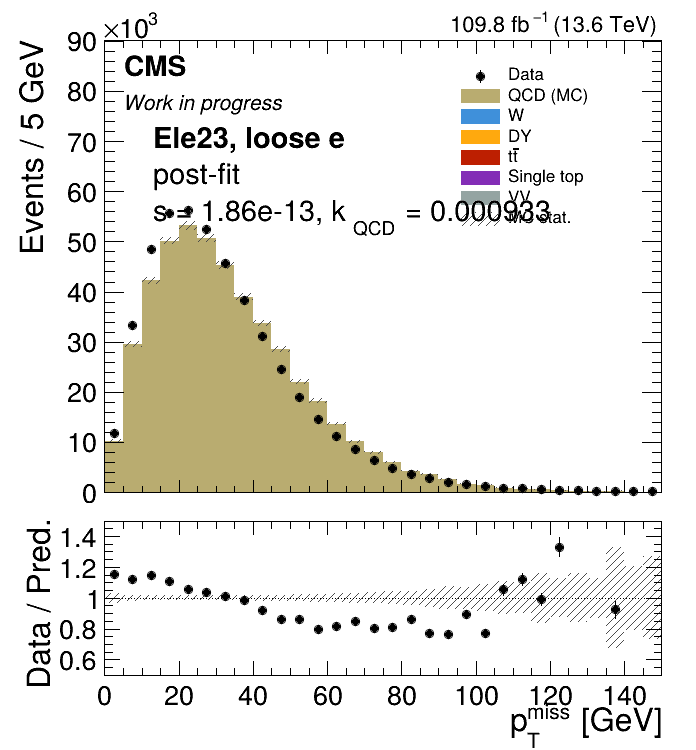 ×10³
109.8 fb⁻¹ (13.6 TeV)
CMS
Work in progress
Ele23, loose e
post-fit
s = 1.86e-13, k_QCD = 0.000933
Data
QCD (MC)
W
DY
tt̄
Single top
VV
MC stat.
Events / 5 GeV
90
80
70
60
50
40
30
20
10
0
Data / Pred.
1.4
1.2
1
0.8
0.6
0 20 40 60 80 100 120 140
p_T^miss [GeV]